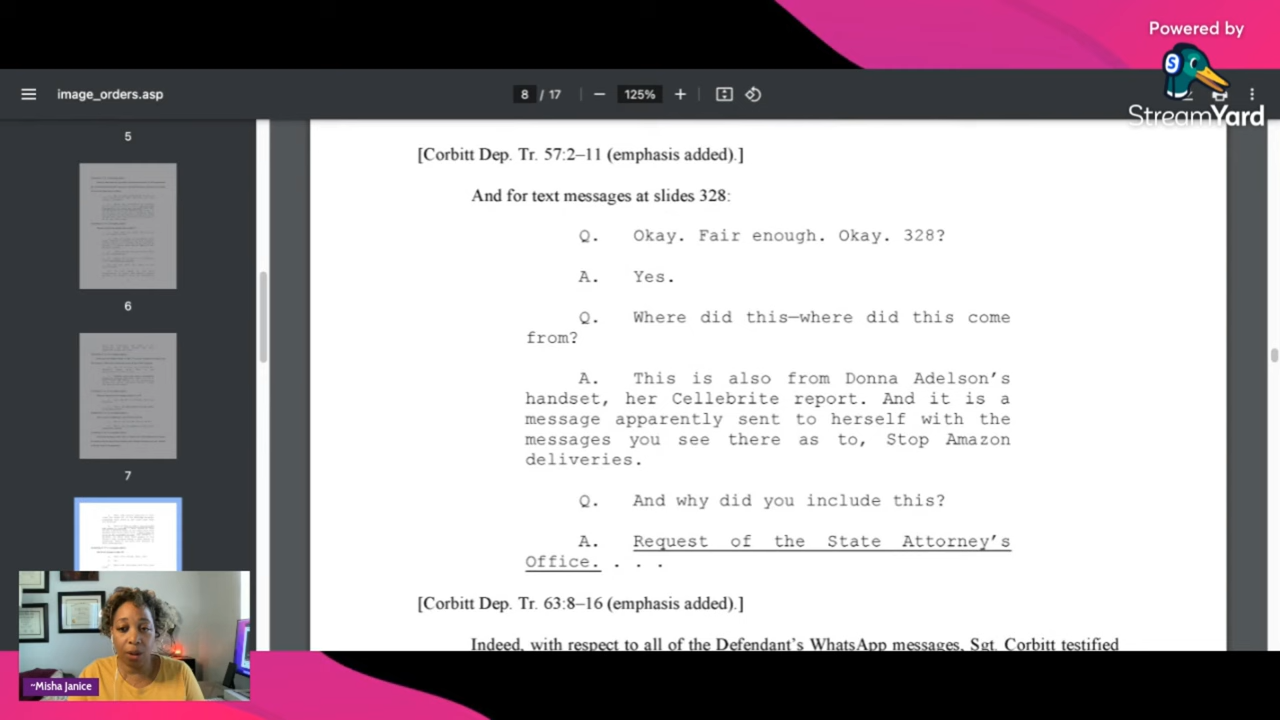 Powered by
StreamYard
image_orders.asp
8 / 17
125%
5
6
7
[Corbitt Dep. Tr. 57:2–11 (emphasis added).]
And for text messages at slides 328:
Q. Okay. Fair enough. Okay. 328?
A. Yes.
Q. Where did this—where did this come
from?
A. This is also from Donna Adelson’s
handset, her Cellebrite report. And it is a
message apparently sent to herself with the
messages you see there as to, Stop Amazon
deliveries.
Q. And why did you include this?
A. Request of the State Attorney’s
Office. . . .
[Corbitt Dep. Tr. 63:8–16 (emphasis added).]
Indeed, with respect to all of the Defendant’s WhatsApp messages, Sgt. Corbitt testified
~Misha Janice